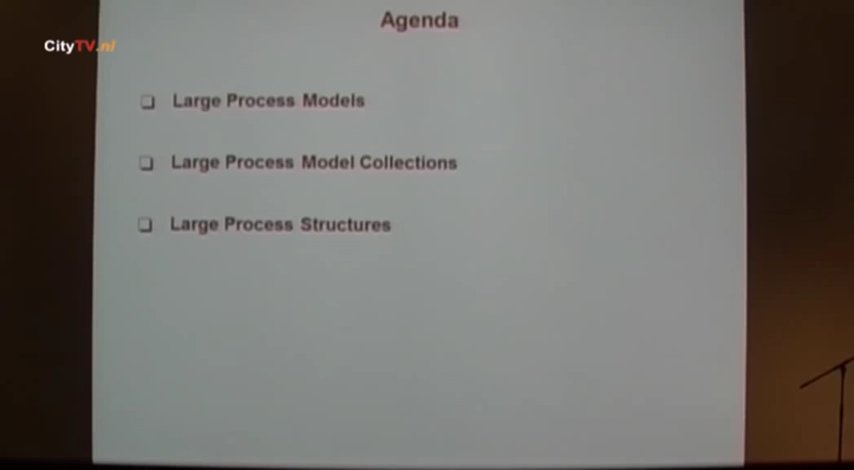 Agenda
CityTV.nl
Large Process Models
Large Process Model Collections
Large Process Structures